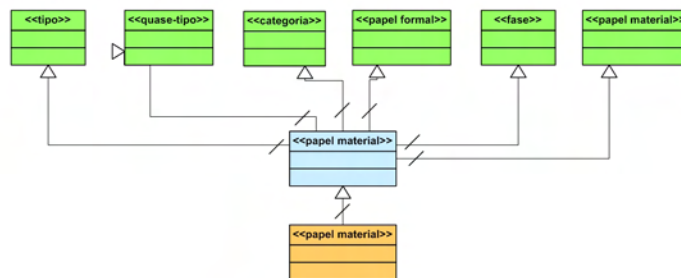 <<tipo>>
<<quase-tipo>>
<<categoria>>
<<papel formal>>
<<fase>>
<<papel material>>
<<papel material>>
<<papel material>>